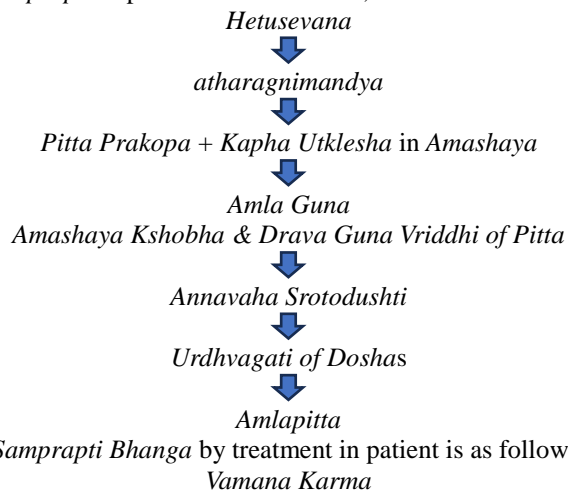 Hetusevana
atharagnimandya
Pitta Prakopa + Kapha Utklesha in Amashaya
Amla Guna
Amashaya Kshobha & Drava Guna Vriddhi of Pitta
Annavaha Srotodushti
Urdhvagati of Doshas
Amlapitta
Samprapti Bhanga by treatment in patient is as follow
Vamana Karma